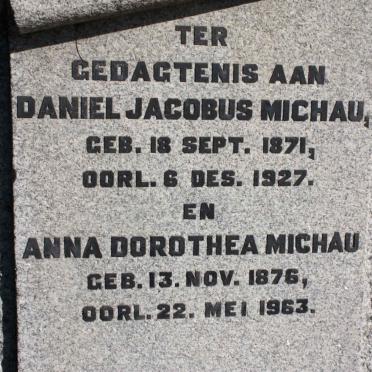 TER
GEDAGTENIS AAN
DANIEL JACOBUS MICHAU,
GEB. 18 SEPT. 1871,
OORL. 6 DES. 1927.
EN
ANNA DOROTHEA MICHAU
GEB. 13. NOV. 1876,
OORL. 22. MEI 1963.